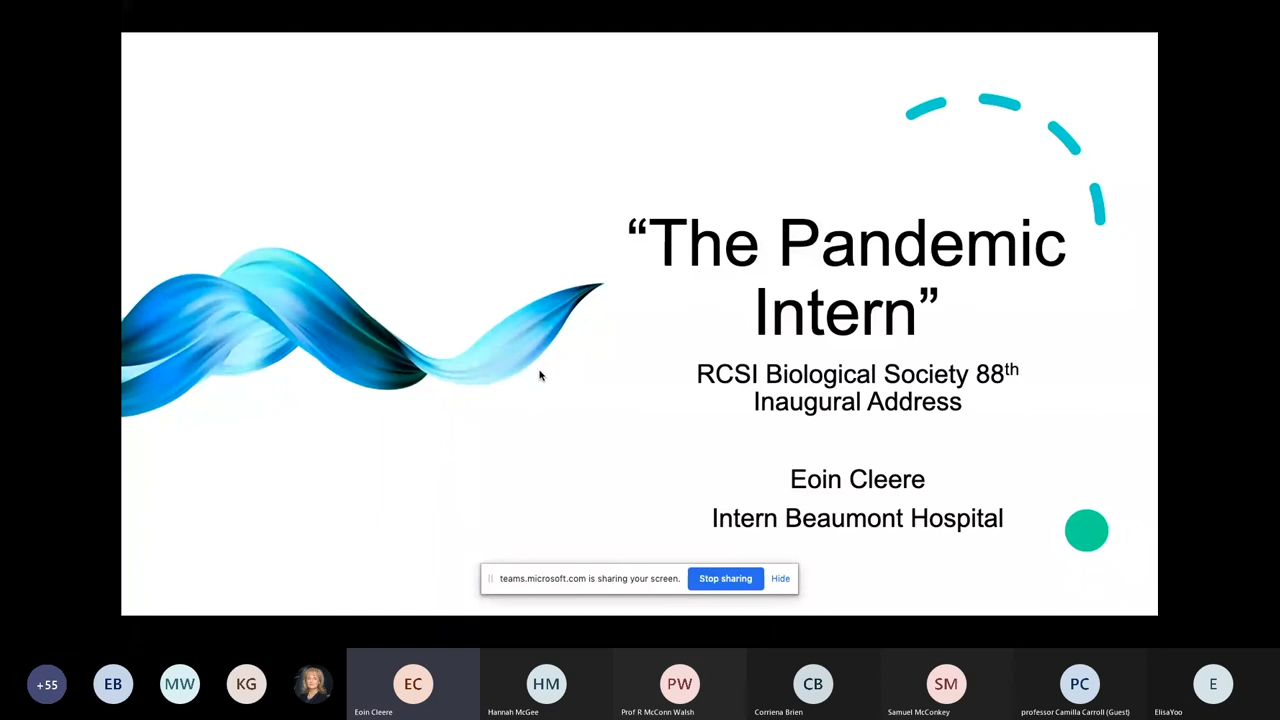 “The Pandemic
Intern”
RCSI Biological Society 88th
Inaugural Address
Eoin Cleere
Intern Beaumont Hospital
teams.microsoft.com is sharing your screen.
Stop sharing
Hide
+55
EB
MW
KG
EC
HM
PW
CB
SM
PC
E
Eoin Cleere
Hannah McGee
Prof R McConn Walsh
Corriena Brien
Samuel McConkey
professor Camilla Carroll (Guest)
ElisaYoo